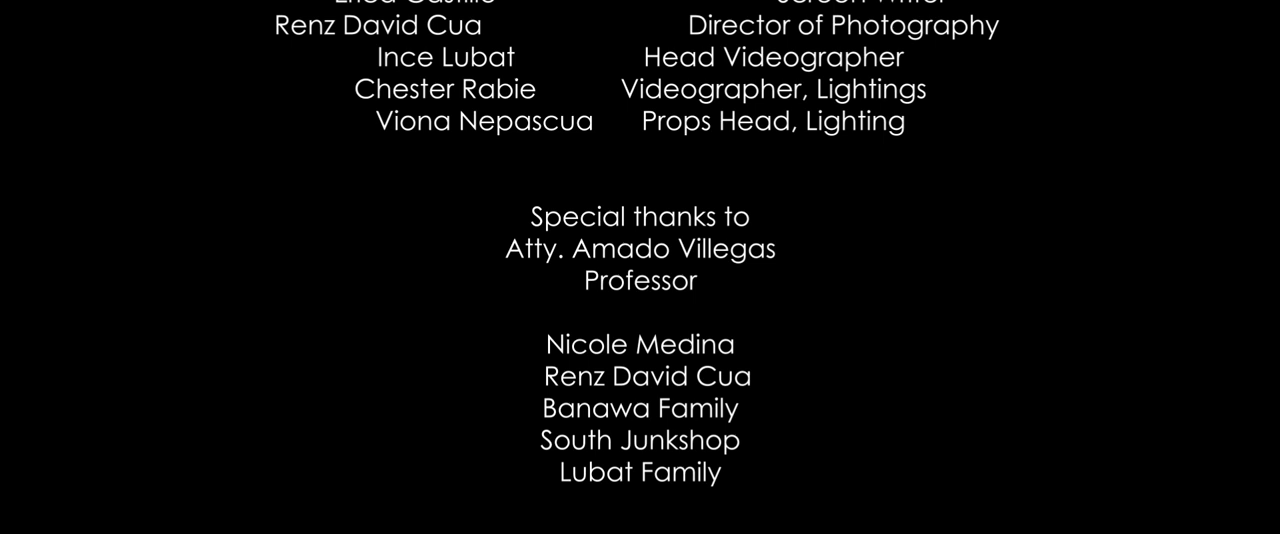 Renz David Cua Director of Photography
Ince Lubat Head Videographer
Chester Rabie Videographer, Lightings
Viona Nepascua Props Head, Lighting
Special thanks to
Atty. Amado Villegas
Professor
Nicole Medina
Renz David Cua
Banawa Family
South Junkshop
Lubat Family